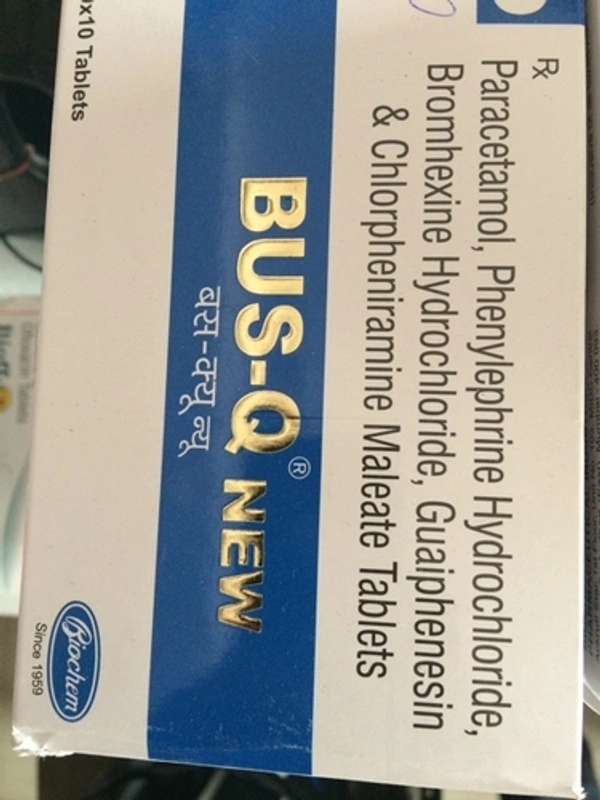 Rx
Paracetamol, Phenylephrine Hydrochloride,
Bromhexine Hydrochloride, Guaiphenesin
& Chlorpheniramine Maleate Tablets
BUS-Q® NEW
बस-क्यू न्यू
x10 Tablets
Biochem
Since 1959